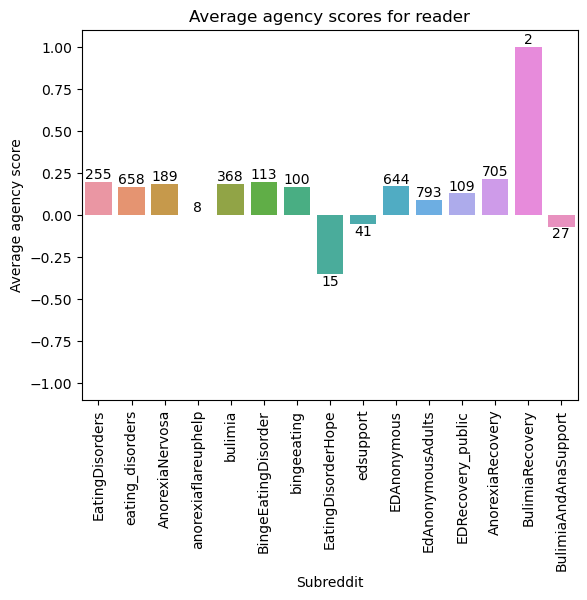 Average agency scores for reader
Average agency score
1.00
0.75
0.50
0.25
0.00
−0.25
−0.50
−0.75
−1.00
255
658
189
8
368
113
100
15
41
644
793
109
705
2
27
EatingDisorders
eating_disorders
AnorexiaNervosa
anorexiaflareuphelp
bulimia
BingeEatingDisorder
bingeeating
EatingDisorderHope
edsupport
EDAnonymous
EdAnonymousAdults
EDRecovery_public
AnorexiaRecovery
BulimiaRecovery
BulimiaAndAnaSupport
Subreddit